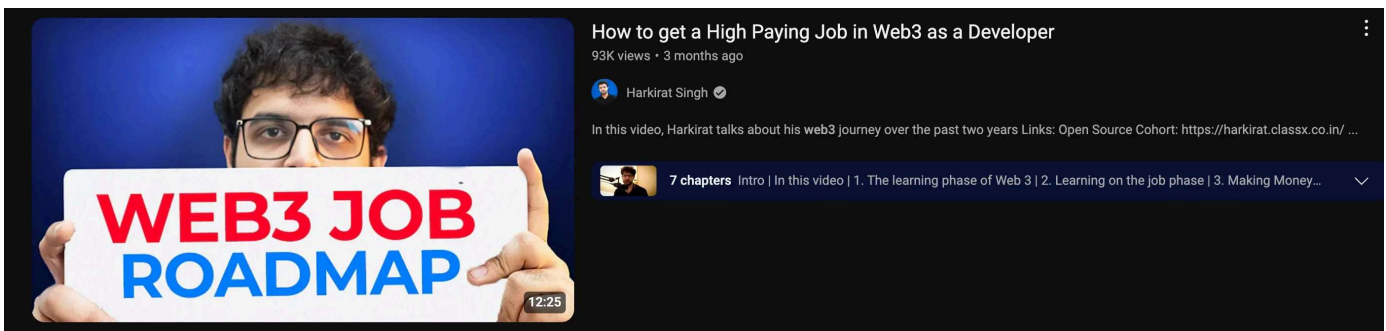 WEB3 JOB
ROADMAP
12:25
How to get a High Paying Job in Web3 as a Developer
93K views • 3 months ago
Harkirat Singh
In this video, Harkirat talks about his web3 journey over the past two years Links: Open Source Cohort: https://harkirat.classx.co.in/ ...
7 chapters Intro | In this video | 1. The learning phase of Web 3 | 2. Learning on the job phase | 3. Making Money...